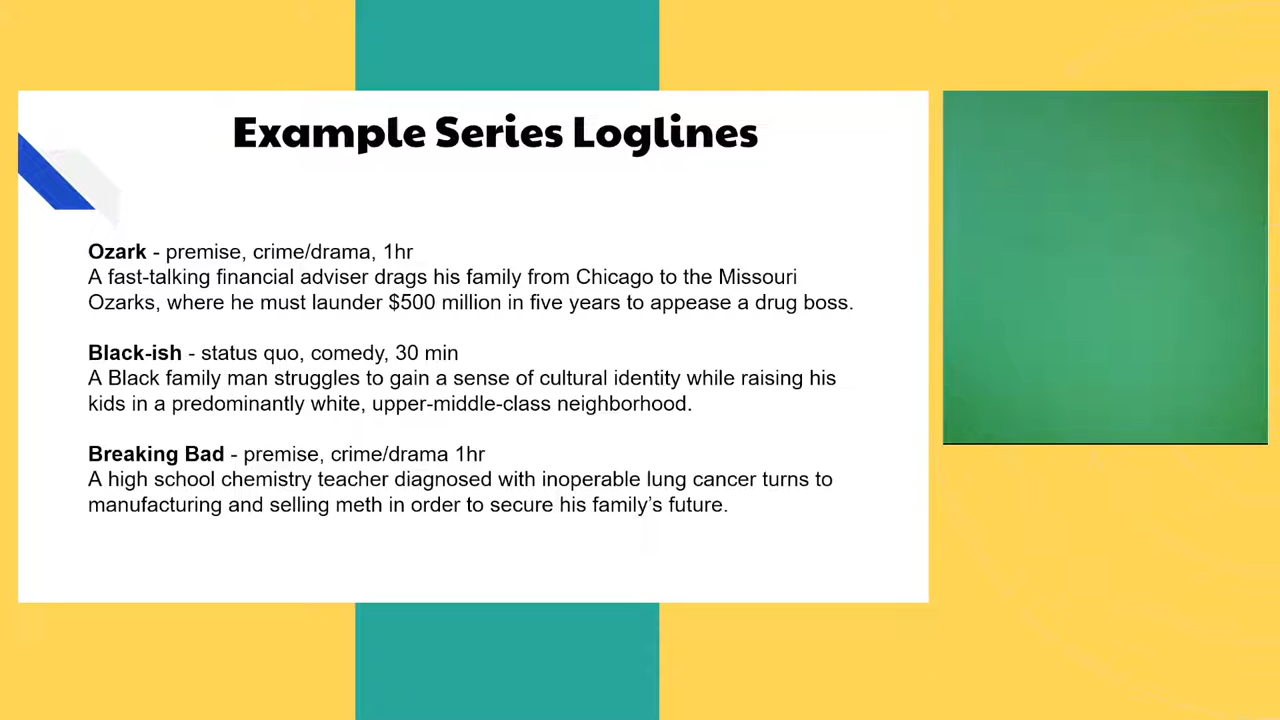 Example Series Loglines
Ozark - premise, crime/drama, 1hr
A fast-talking financial adviser drags his family from Chicago to the Missouri
Ozarks, where he must launder $500 million in five years to appease a drug boss.
Black-ish - status quo, comedy, 30 min
A Black family man struggles to gain a sense of cultural identity while raising his
kids in a predominantly white, upper-middle-class neighborhood.
Breaking Bad - premise, crime/drama 1hr
A high school chemistry teacher diagnosed with inoperable lung cancer turns to
manufacturing and selling meth in order to secure his family’s future.